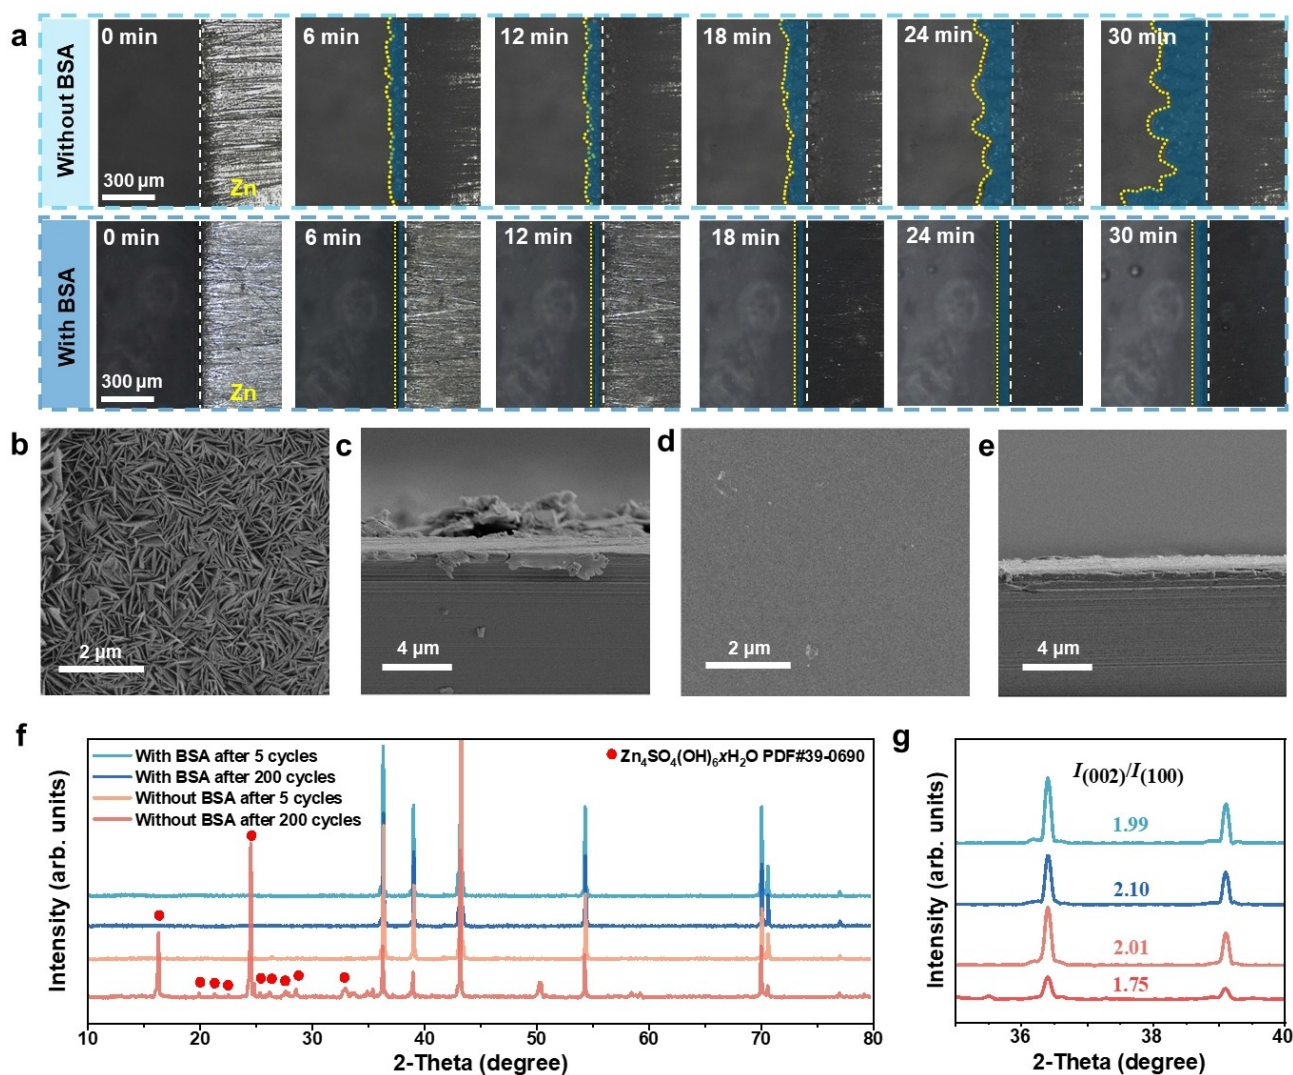 a
Without BSA
0 min
6 min
12 min
18 min
24 min
30 min
300 µm
Zn
With BSA
0 min
6 min
12 min
18 min
24 min
30 min
300 µm
Zn
b
c
d
e
2 µm
4 µm
2 µm
4 µm
f
With BSA after 5 cycles
With BSA after 200 cycles
Without BSA after 5 cycles
Without BSA after 200 cycles
Zn₄SO₄(OH)₆xH₂O PDF#39-0690
Intensity (arb. units)
10 20 30 40 50 60 70 80
2-Theta (degree)
g
I(002)/I(100)
1.99
2.10
2.01
1.75
Intensity (arb. units)
36 38 40
2-Theta (degree)